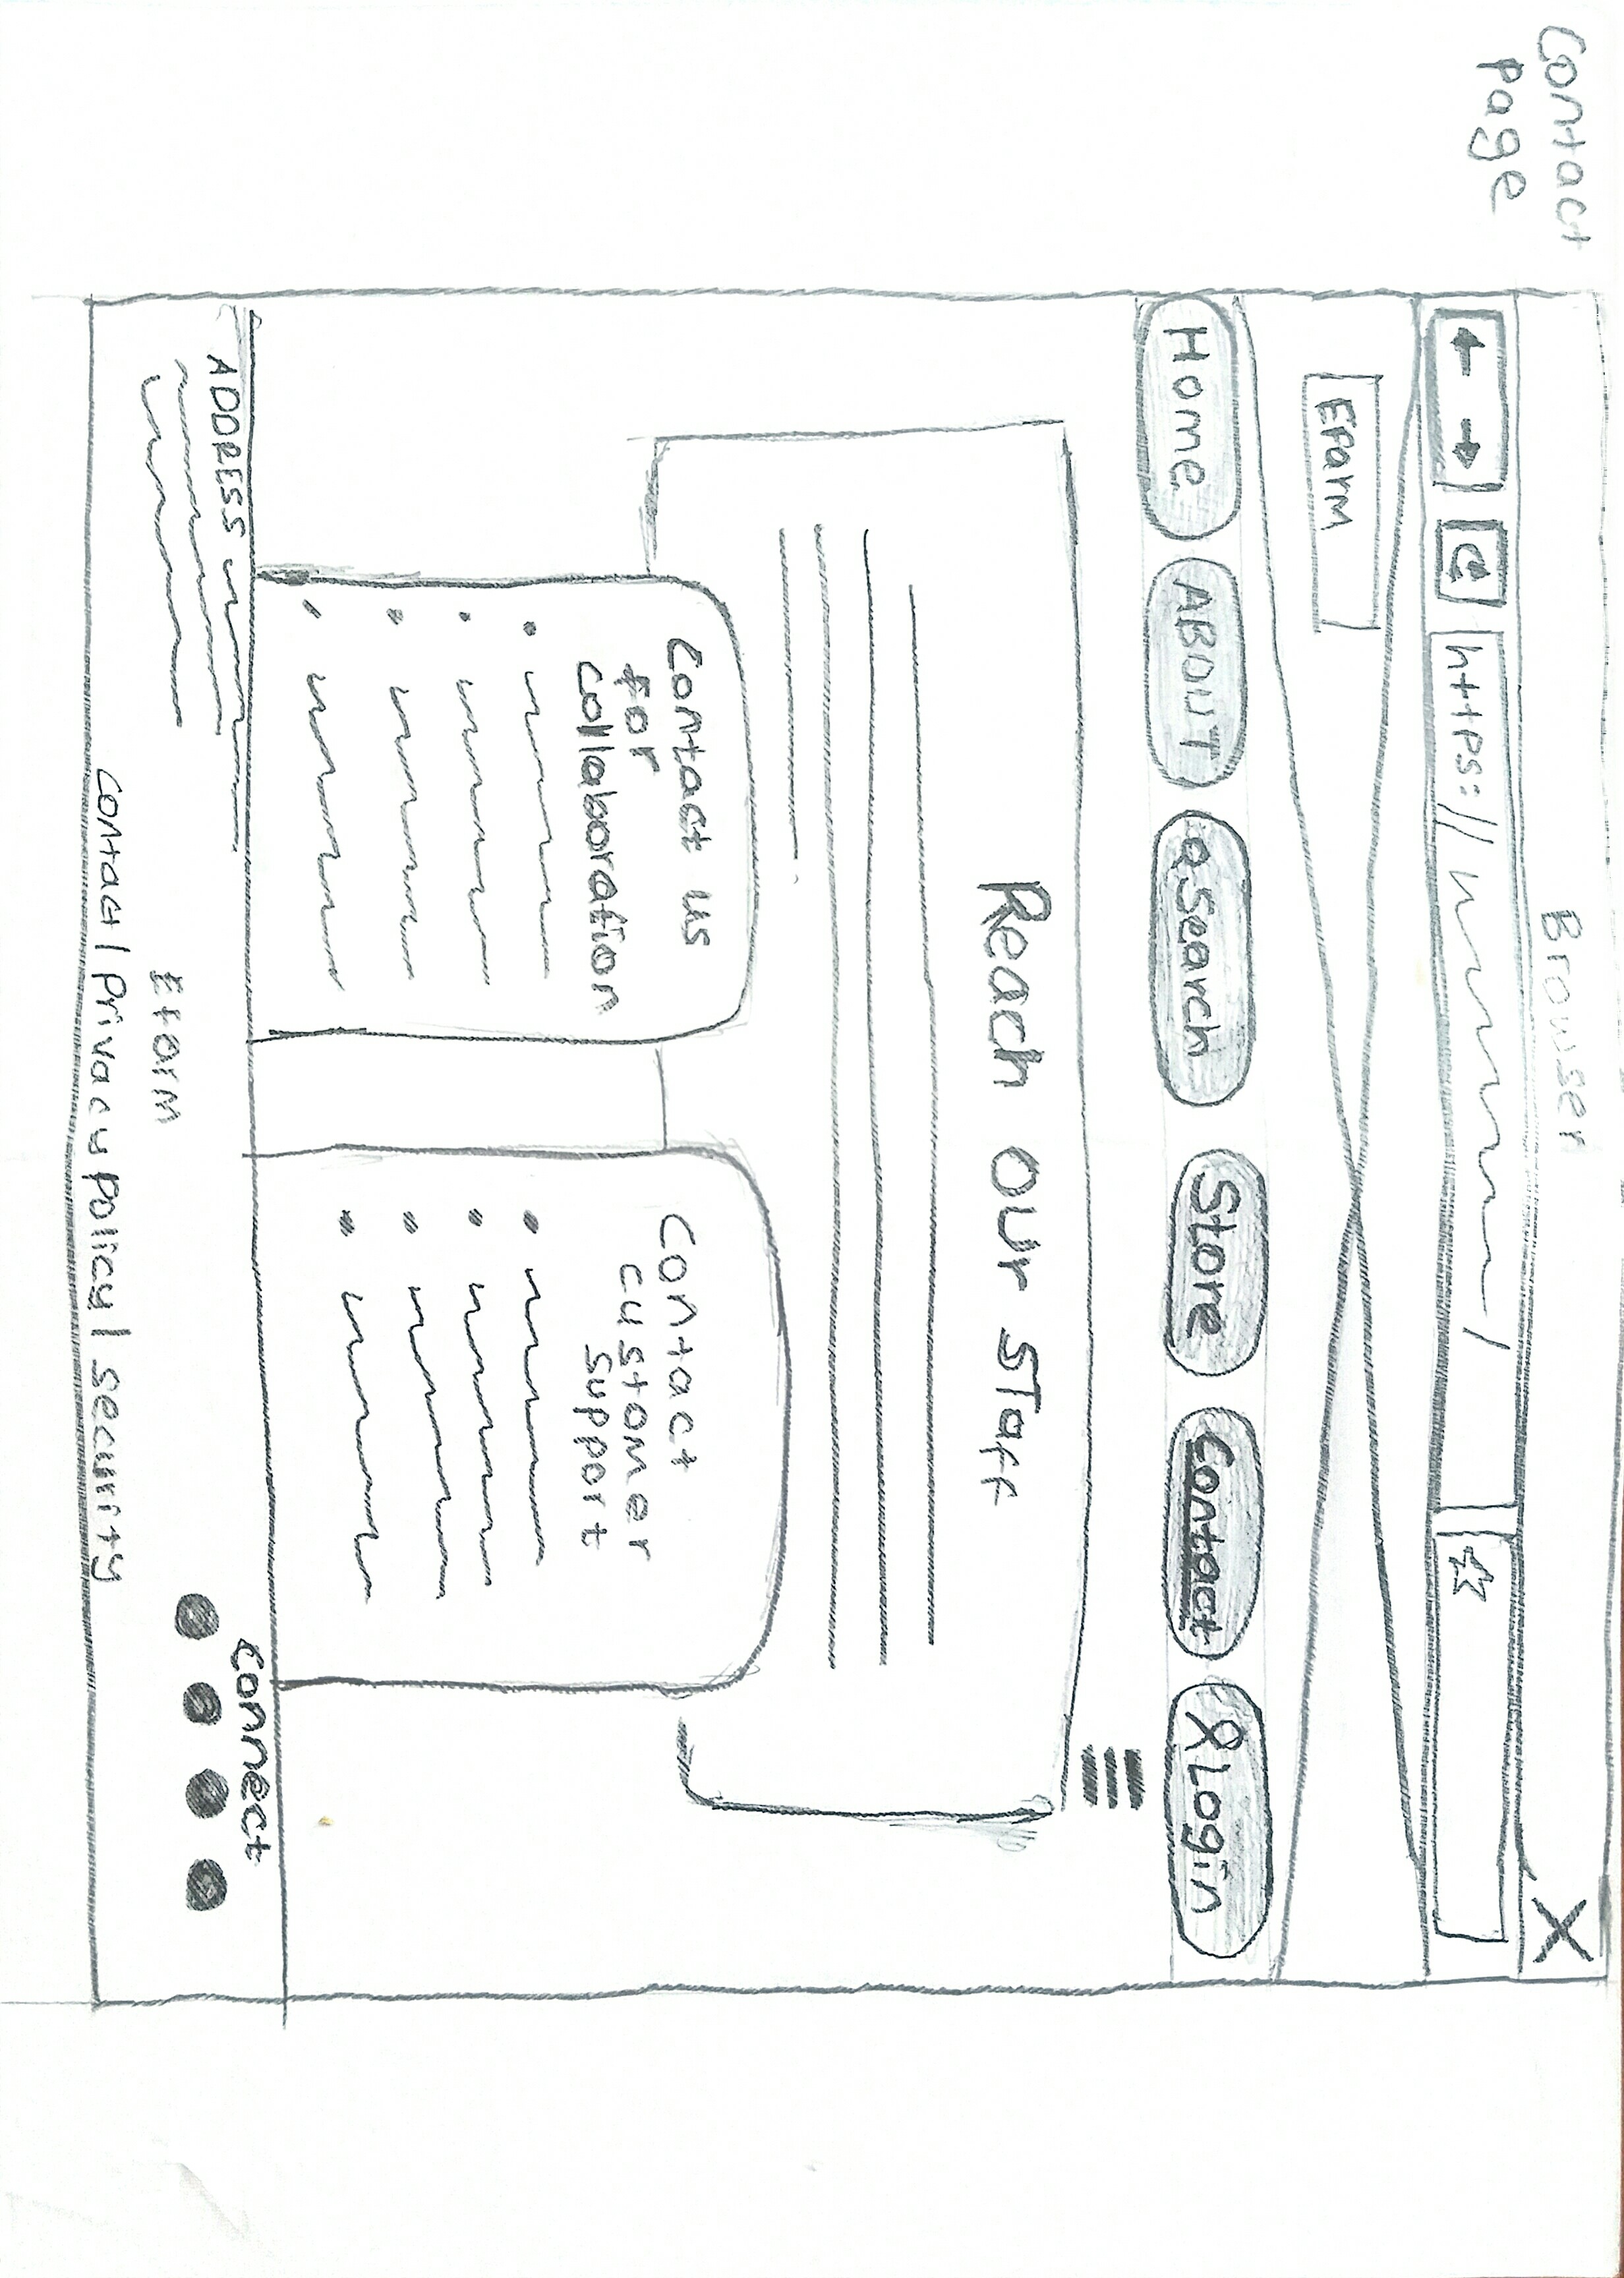 Contact
Page
Browser
X
https://
Efarm
Home
ABOUT
Search
Store
Contact
Login
Reach our Staff
Contact us
for
collaboration
Contact
customer
support
ADDRESS
Connect
Efarm
Contact | Privacy policy | security